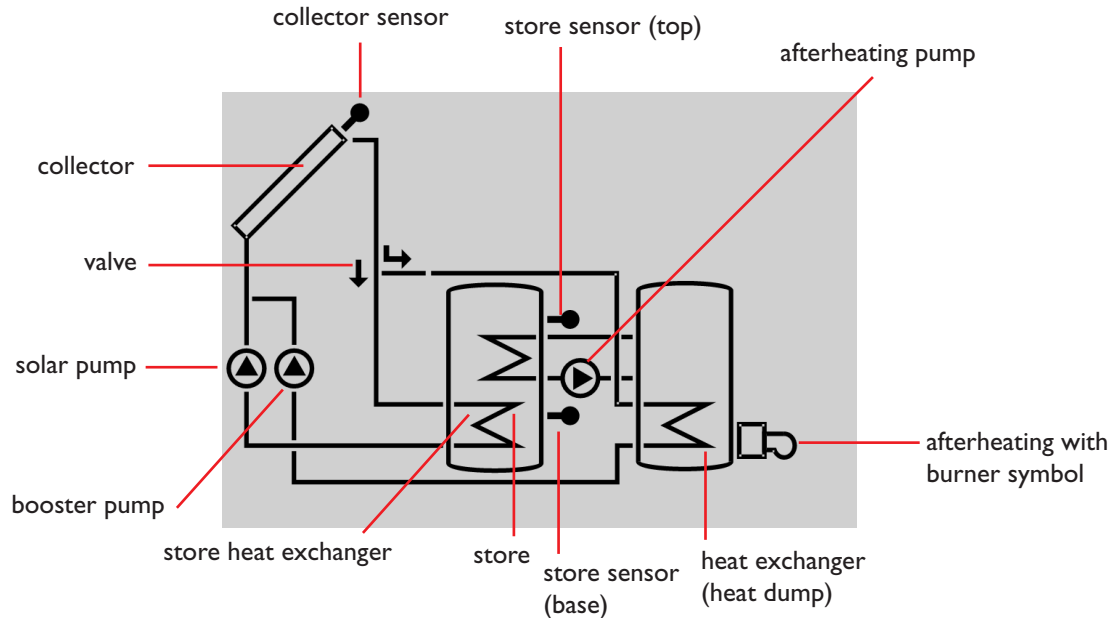 collector sensor
store sensor (top)
afterheating pump
collector
valve
solar pump
booster pump
store heat exchanger
store
store sensor
(base)
heat exchanger
(heat dump)
afterheating with
burner symbol